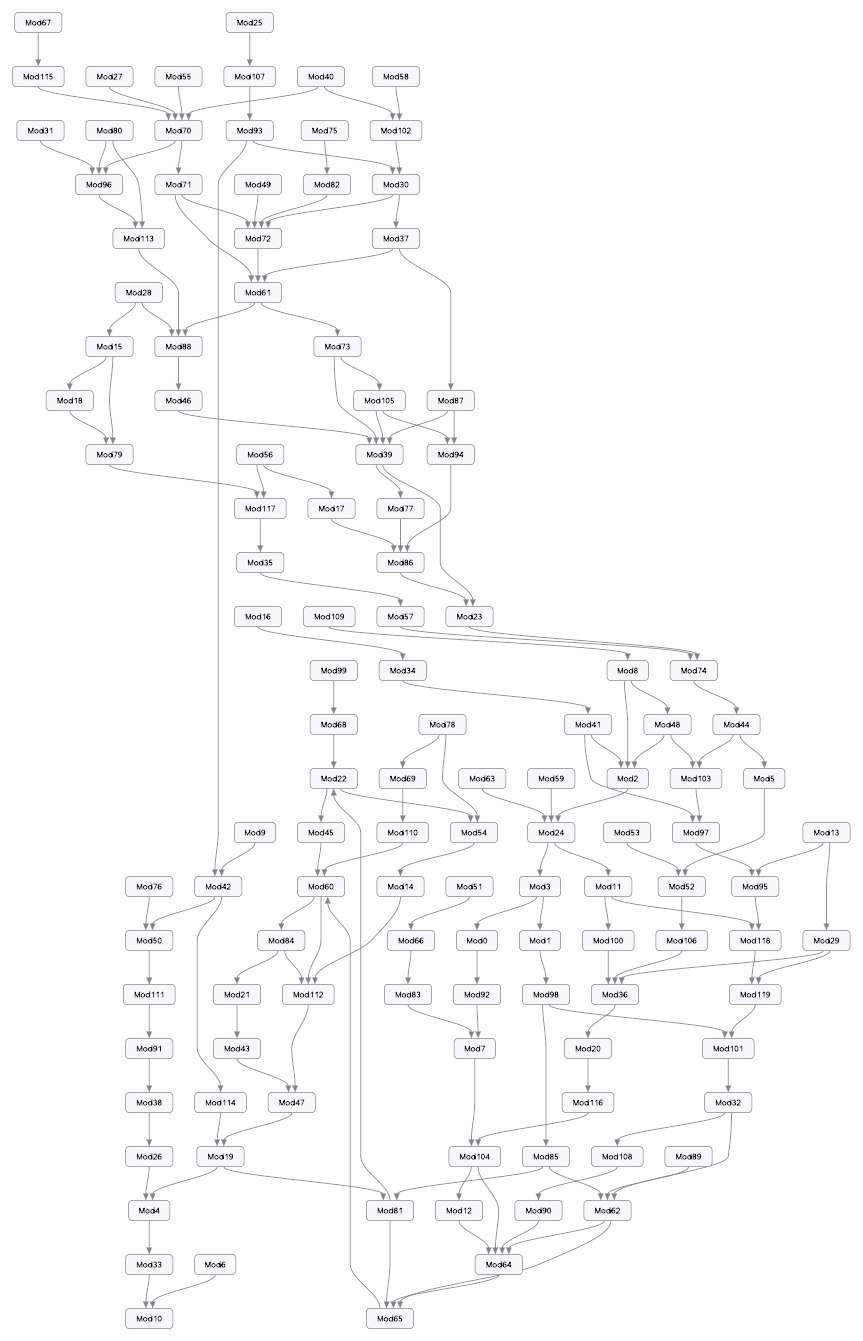 Mod67 Mod25
Mod115 Mod27 Mod55 Mod107 Mod40 Mod58
Mod31 Mod80 Mod70 Mod93 Mod75 Mod102
Mod96 Mod71 Mod49 Mod82 Mod30
Mod113 Mod72 Mod37
Mod28 Mod61
Mod15 Mod88 Mod73
Mod18 Mod46 Mod105 Mod87
Mod79 Mod56 Mod39 Mod94
Mod117 Mod17 Mod77
Mod35 Mod86
Mod16 Mod109 Mod57 Mod23
Mod99 Mod34 Mod8 Mod74
Mod68 Mod78 Mod41 Mod48 Mod44
Mod22 Mod69 Mod63 Mod59 Mod2 Mod103 Mod5
Mod9 Mod45 Mod110 Mod54 Mod24 Mod53 Mod97 Mod13
Mod76 Mod42 Mod60 Mod14 Mod51 Mod3 Mod11 Mod52 Mod95
Mod50 Mod84 Mod66 Mod0 Mod1 Mod100 Mod106 Mod118 Mod29
Mod111 Mod21 Mod112 Mod83 Mod92 Mod98 Mod36 Mod119
Mod91 Mod43 Mod7 Mod20 Mod101
Mod38 Mod114 Mod47 Mod116 Mod32
Mod26 Mod19 Mod104 Mod85 Mod108 Mod89
Mod4 Mod81 Mod12 Mod90 Mod62
Mod33 Mod6 Mod64
Mod10 Mod65